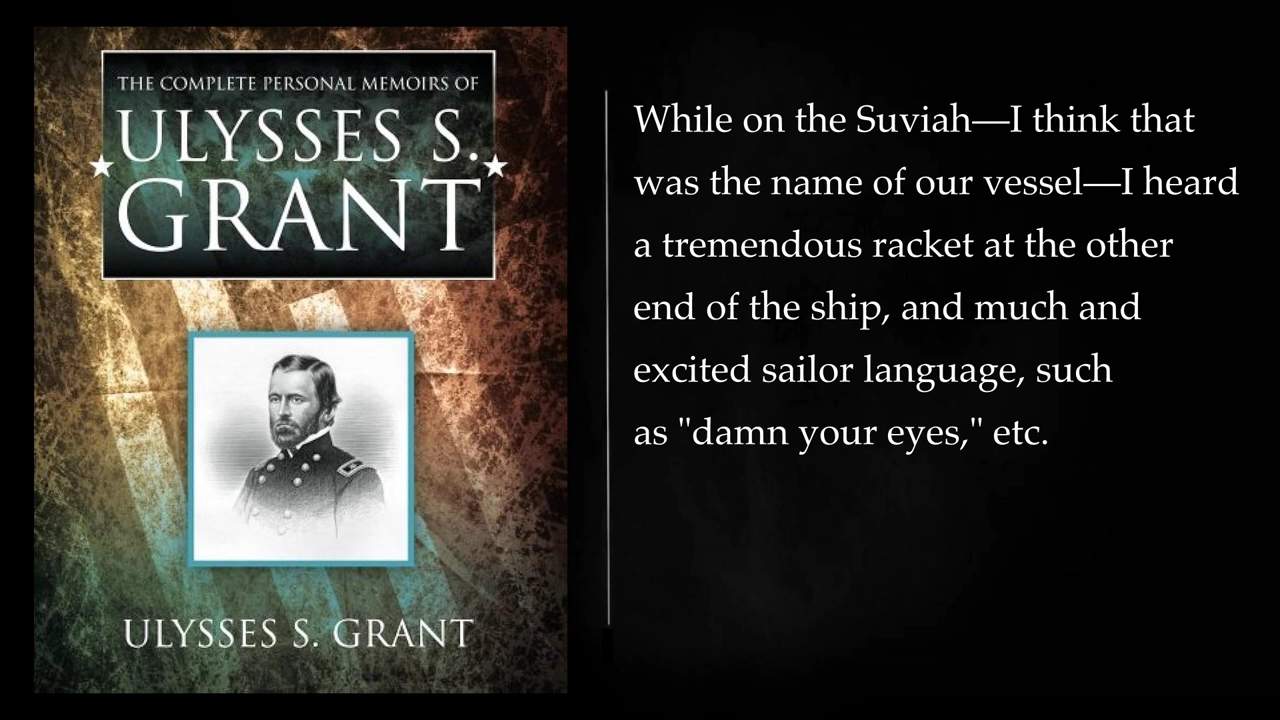 THE COMPLETE PERSONAL MEMOIRS OF
ULYSSES S.
GRANT
ULYSSES S. GRANT
While on the Suviah—I think that
was the name of our vessel—I heard
a tremendous racket at the other
end of the ship, and much and
excited sailor language, such
as "damn your eyes," etc.